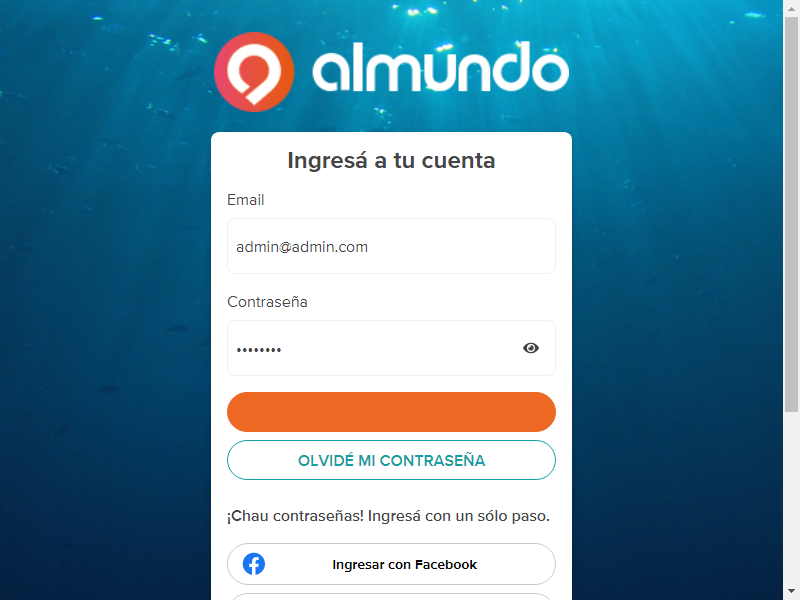 almundo
Ingresá a tu cuenta
Email
admin@admin.com
Contraseña
••••••••
OLVIDÉ MI CONTRASEÑA
¡Chau contraseñas! Ingresá con un sólo paso.
Ingresar con Facebook